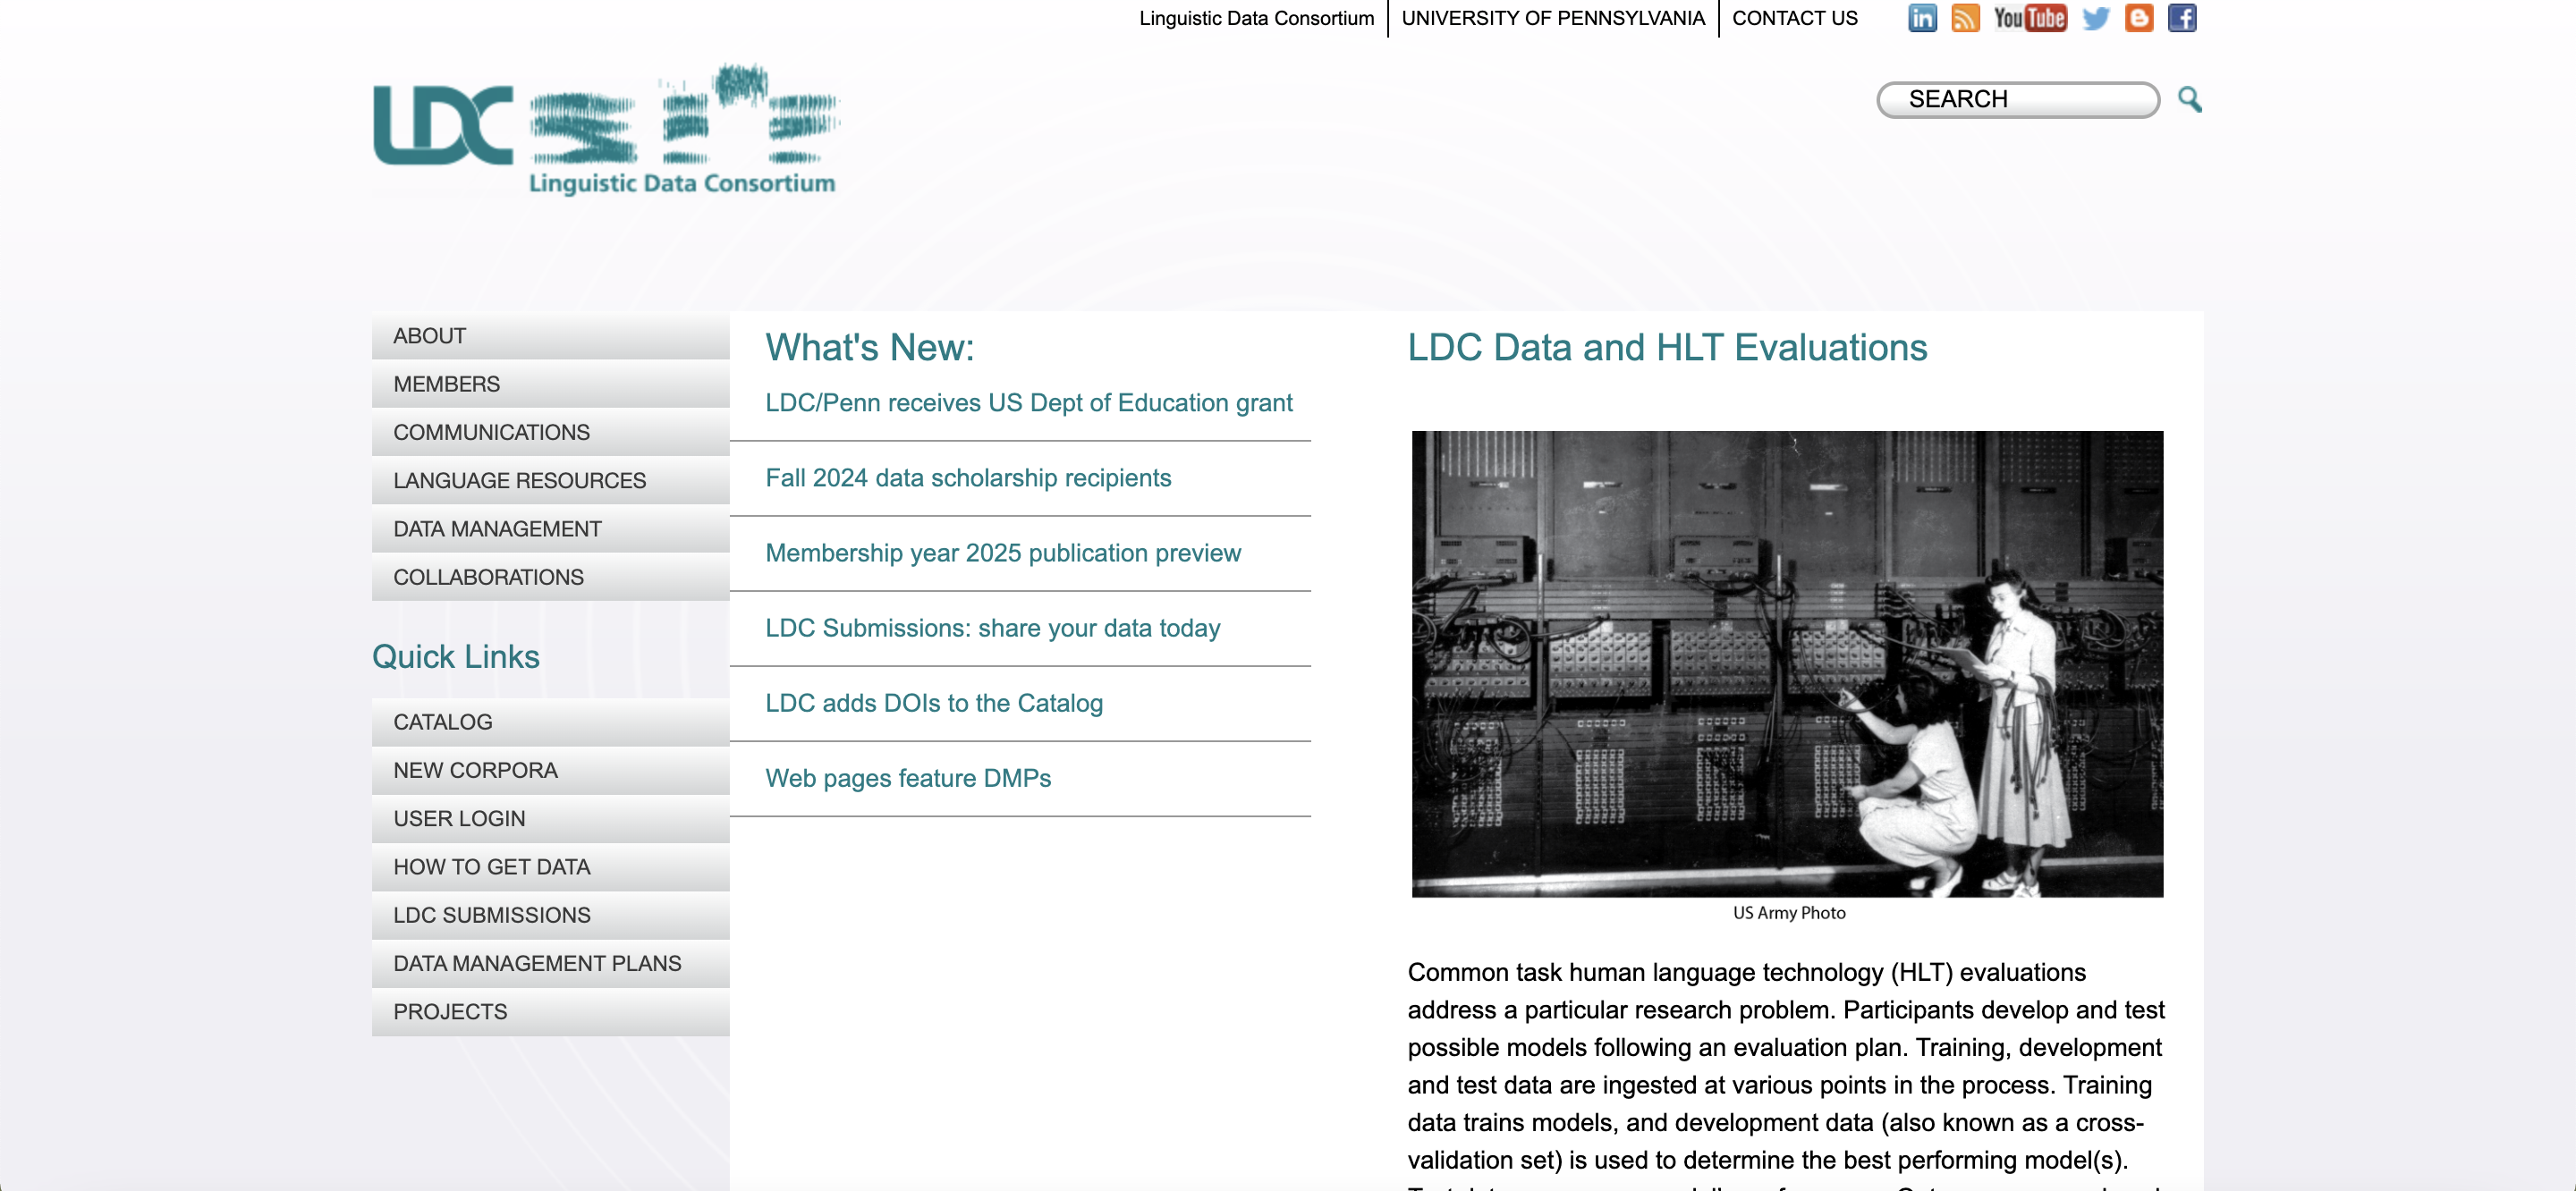 Linguistic Data Consortium
UNIVERSITY OF PENNSYLVANIA
CONTACT US
in
You Tube
B
f
LDC
Linguistic Data Consortium
SEARCH
ABOUT
MEMBERS
COMMUNICATIONS
LANGUAGE RESOURCES
DATA MANAGEMENT
COLLABORATIONS
Quick Links
CATALOG
NEW CORPORA
USER LOGIN
HOW TO GET DATA
LDC SUBMISSIONS
DATA MANAGEMENT PLANS
PROJECTS
What's New:
LDC/Penn receives US Dept of Education grant
Fall 2024 data scholarship recipients
Membership year 2025 publication preview
LDC Submissions: share your data today
LDC adds DOIs to the Catalog
Web pages feature DMPs
LDC Data and HLT Evaluations
US Army Photo
Common task human language technology (HLT) evaluations
address a particular research problem. Participants develop and test
possible models following an evaluation plan. Training, development
and test data are ingested at various points in the process. Training
data trains models, and development data (also known as a cross-
validation set) is used to determine the best performing model(s).